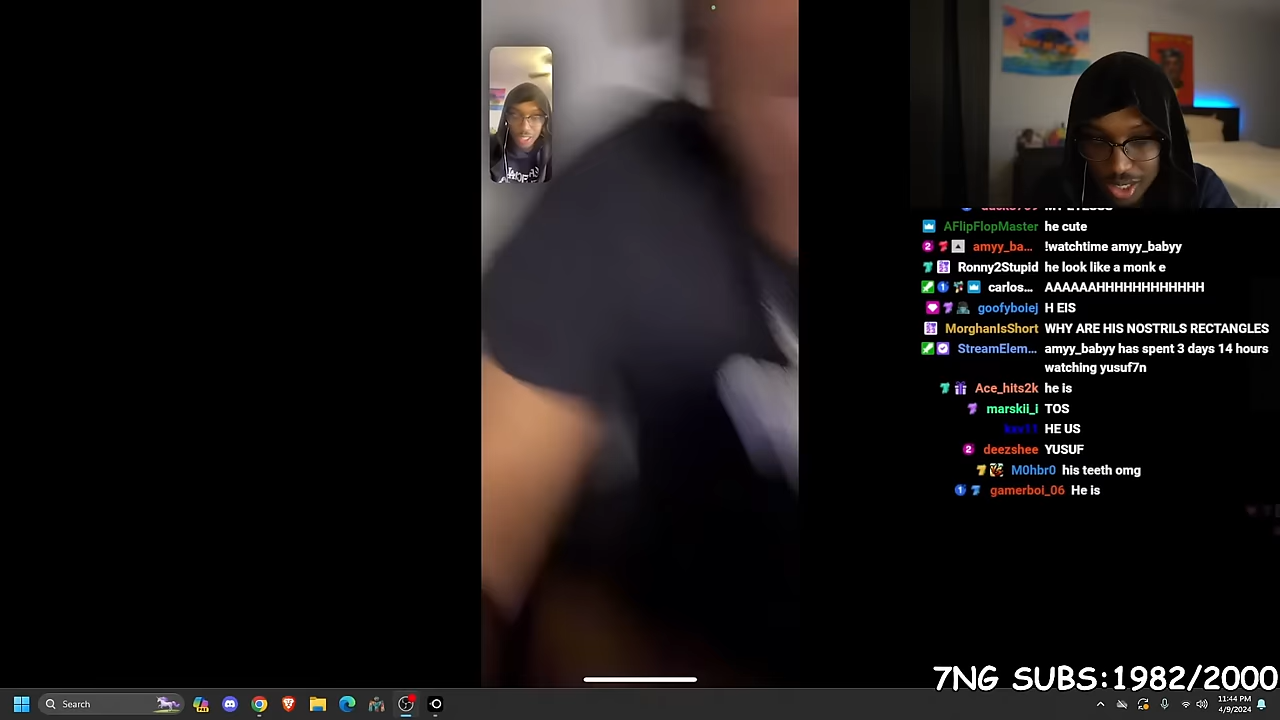 AFlipFlopMaster he cute
amyy_ba... !watchtime amyy_babyy
Ronny2Stupid he look like a monk e
carlos... AAAAAAHHHHHHHHHHHH
goofyboiej H EIS
MorghanIsShort WHY ARE HIS NOSTRILS RECTANGLES
StreamElem... amyy_babyy has spent 3 days 14 hours
watching yusuf7n
Ace_hits2k he is
marskii_i TOS
HE US
deezshee YUSUF
M0hbr0 his teeth omg
gamerboi_06 He is
7NG SUBS:1982/2000
Search
11:44 PM
4/9/2024